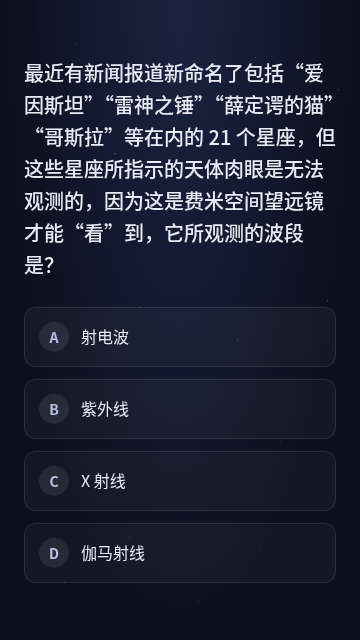 最近有新闻报道新命名了包括“爱
因斯坦”“雷神之锤”“薛定谔的猫”
“哥斯拉”等在内的 21 个星座，但
这些星座所指示的天体肉眼是无法
观测的，因为这是费米空间望远镜
才能“看”到，它所观测的波段
是？
A 射电波
B 紫外线
C X 射线
D 伽马射线